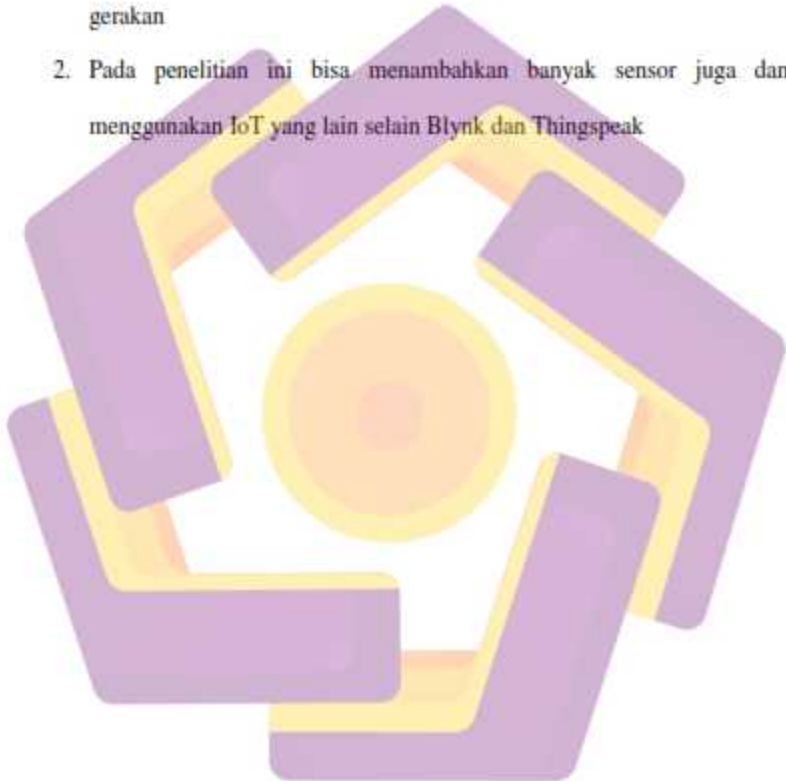 gerakan
2. Pada penelitian ini bisa menambahkan banyak sensor juga dan
menggunakan IoT yang lain selain Blynk dan Thingspeak